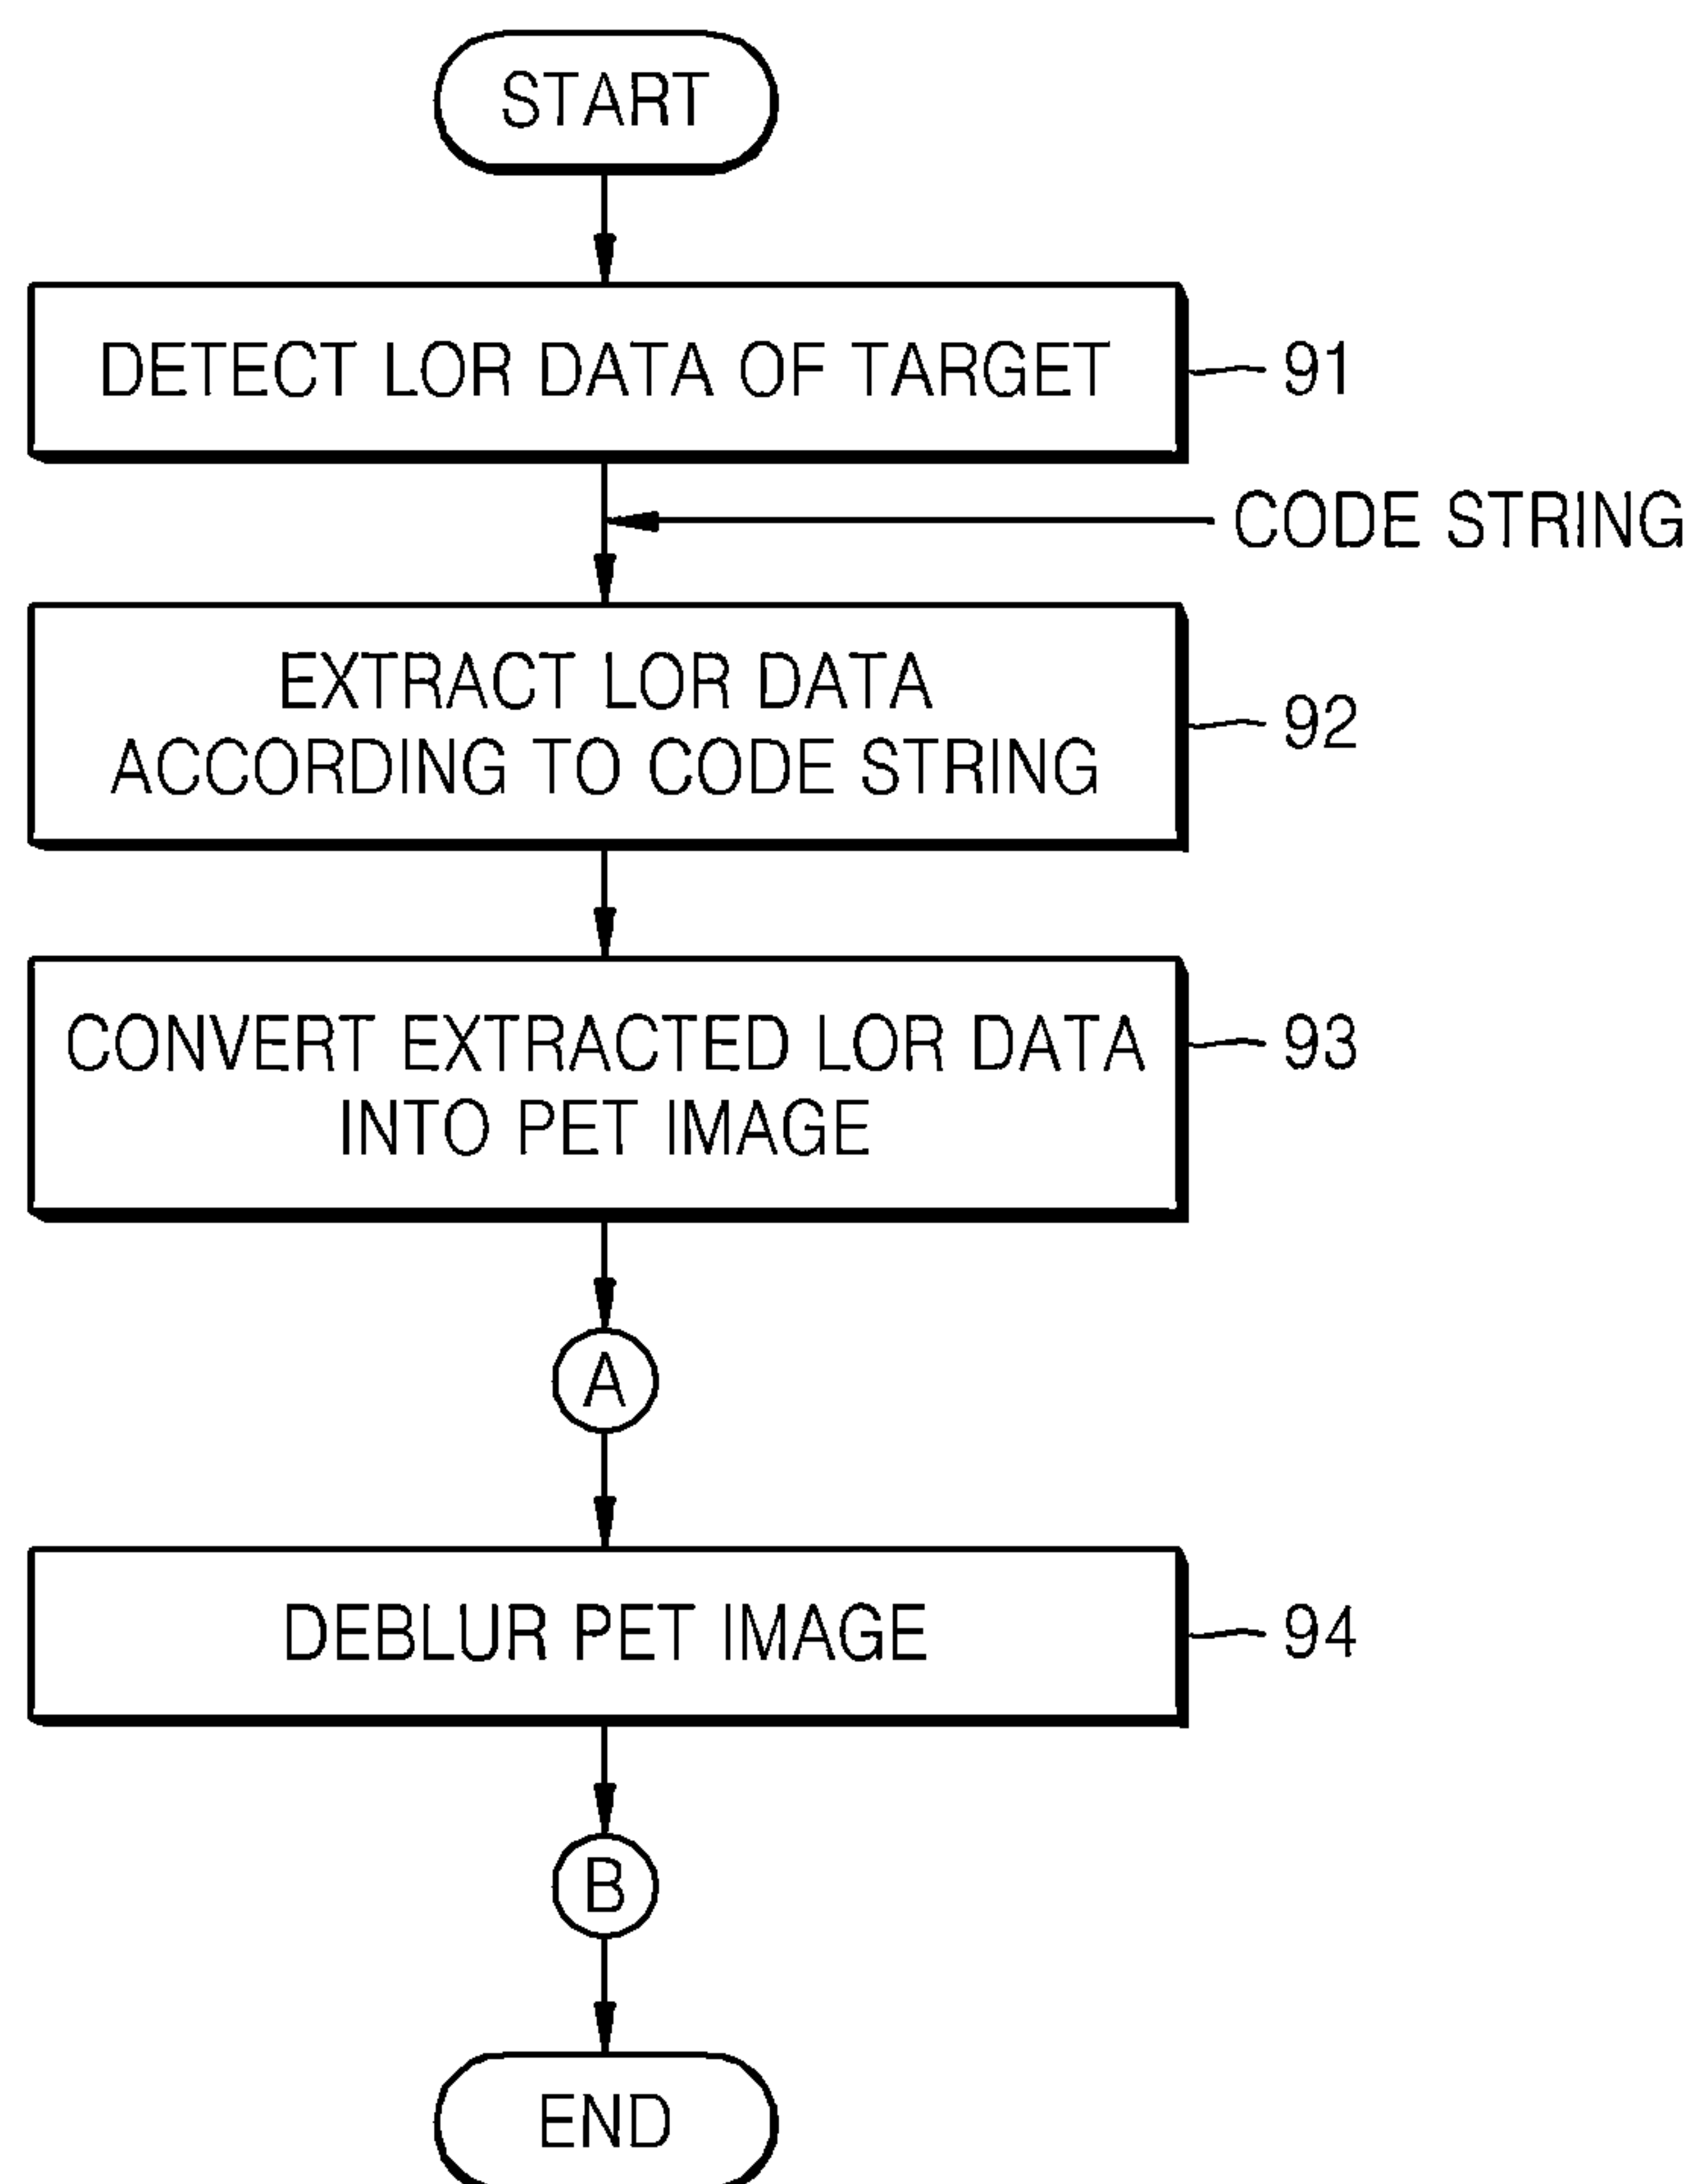 START
DETECT LOR DATA OF TARGET
91
CODE STRING
EXTRACT LOR DATA
ACCORDING TO CODE STRING
92
CONVERT EXTRACTED LOR DATA
INTO PET IMAGE
93
A
DEBLUR PET IMAGE
94
B
END